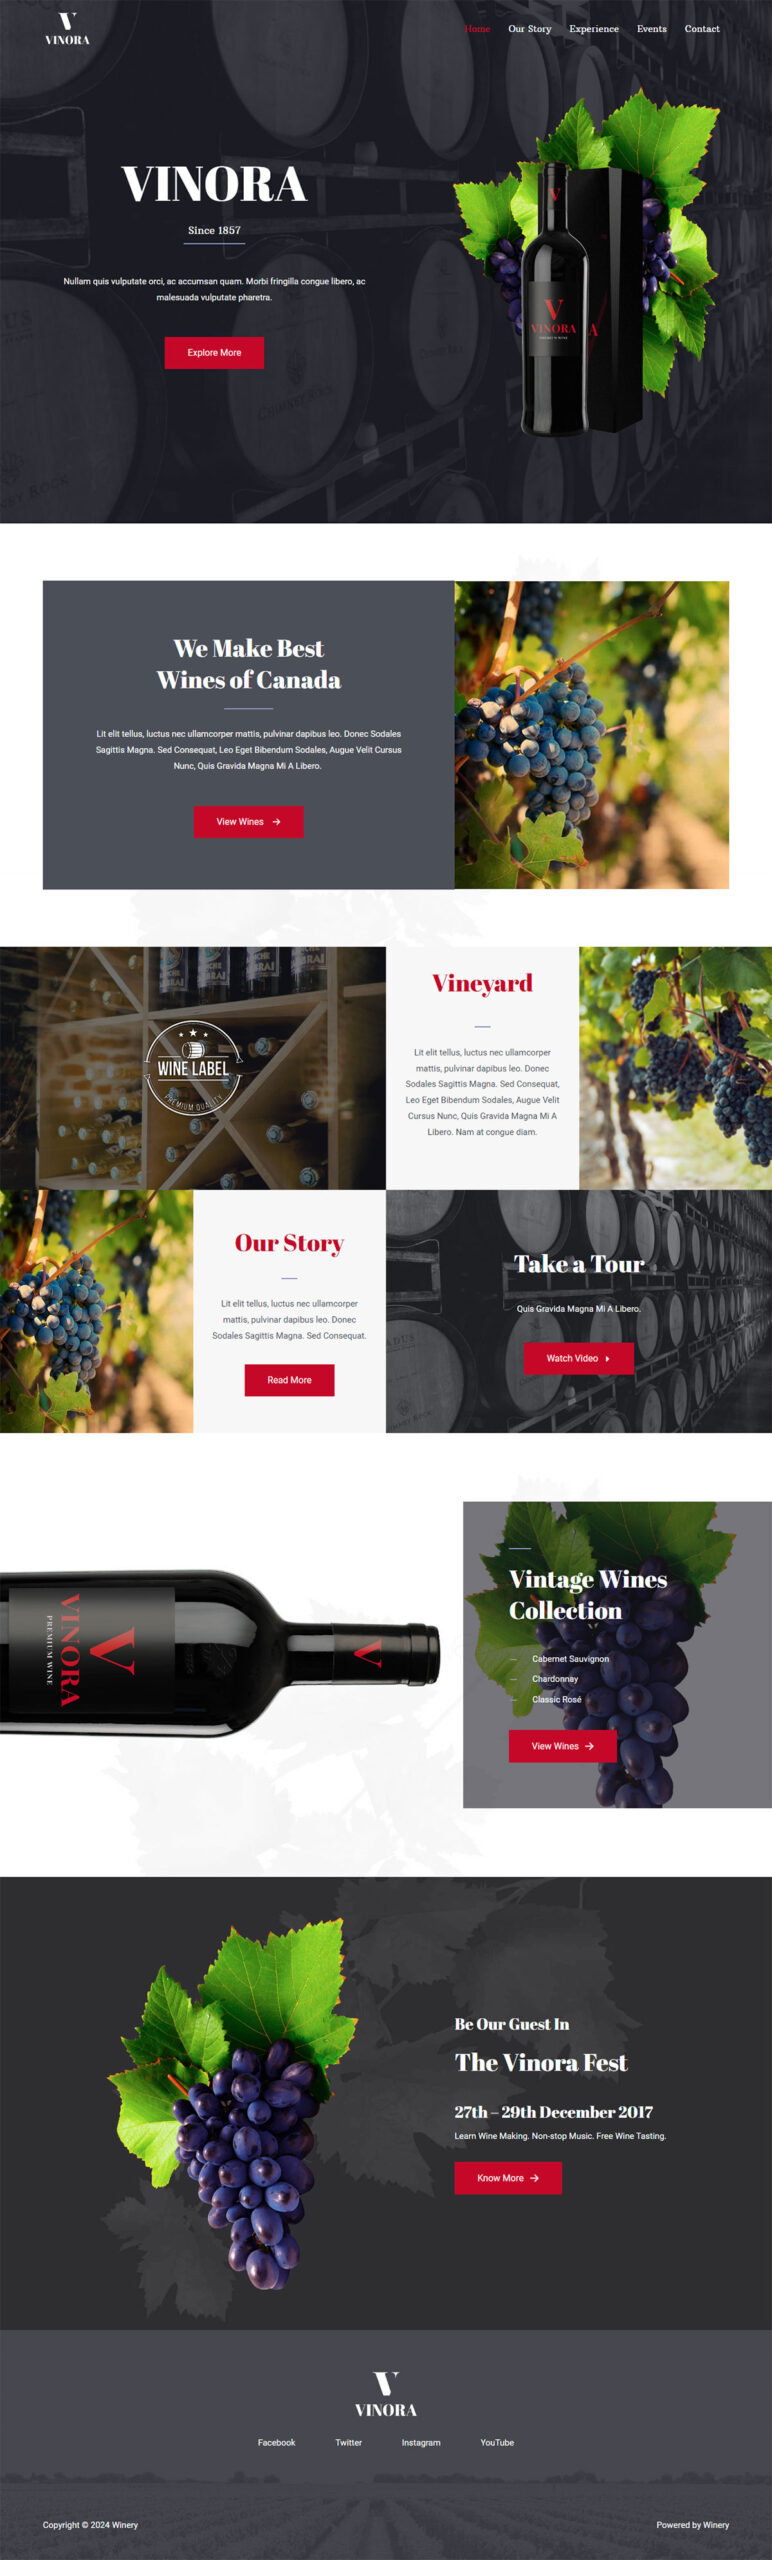 V
VINORA
Home
Our Story
Experience
Events
Contact
VINORA
Since 1857
Nullam quis vulputate orci, ac accumsan quam. Morbi fringilla congue libero, ac
malesuada vulputate pharetra.
Explore More
V
V
VINORA
A
PREMIUM WINE
CHIMNEY ROCK
We Make Best
Wines of Canada
Lit elit tellus, luctus nec ullamcorper mattis, pulvinar dapibus leo. Donec Sodales
Sagittis Magna. Sed Consequat, Leo Eget Bibendum Sodales, Augue Velit Cursus
Nunc, Quis Gravida Magna Mi A Libero.
View Wines
WINE LABEL
PREMIUM QUALITY
Vineyard
Lit elit tellus, luctus nec ullamcorper
mattis, pulvinar dapibus leo. Donec
Sodales Sagittis Magna. Sed Consequat,
Leo Eget Bibendum Sodales, Augue Velit
Cursus Nunc, Quis Gravida Magna Mi A
Libero. Nam at congue diam.
Our Story
Lit elit tellus, luctus nec ullamcorper
mattis, pulvinar dapibus leo. Donec
Sodales Sagittis Magna. Sed Consequat.
Read More
Take a Tour
Quis Gravida Magna Mi A Libero.
Watch Video
V
VINORA
PREMIUM WINE
V
Vintage Wines
Collection
Cabernet Sauvignon
Chardonnay
Classic Rosé
View Wines
Be Our Guest In
The Vinora Fest
27th – 29th December 2017
Learn Wine Making. Non-stop Music. Free Wine Tasting.
Know More
V
VINORA
Facebook
Twitter
Instagram
YouTube
Copyright © 2024 Winery
Powered by Winery